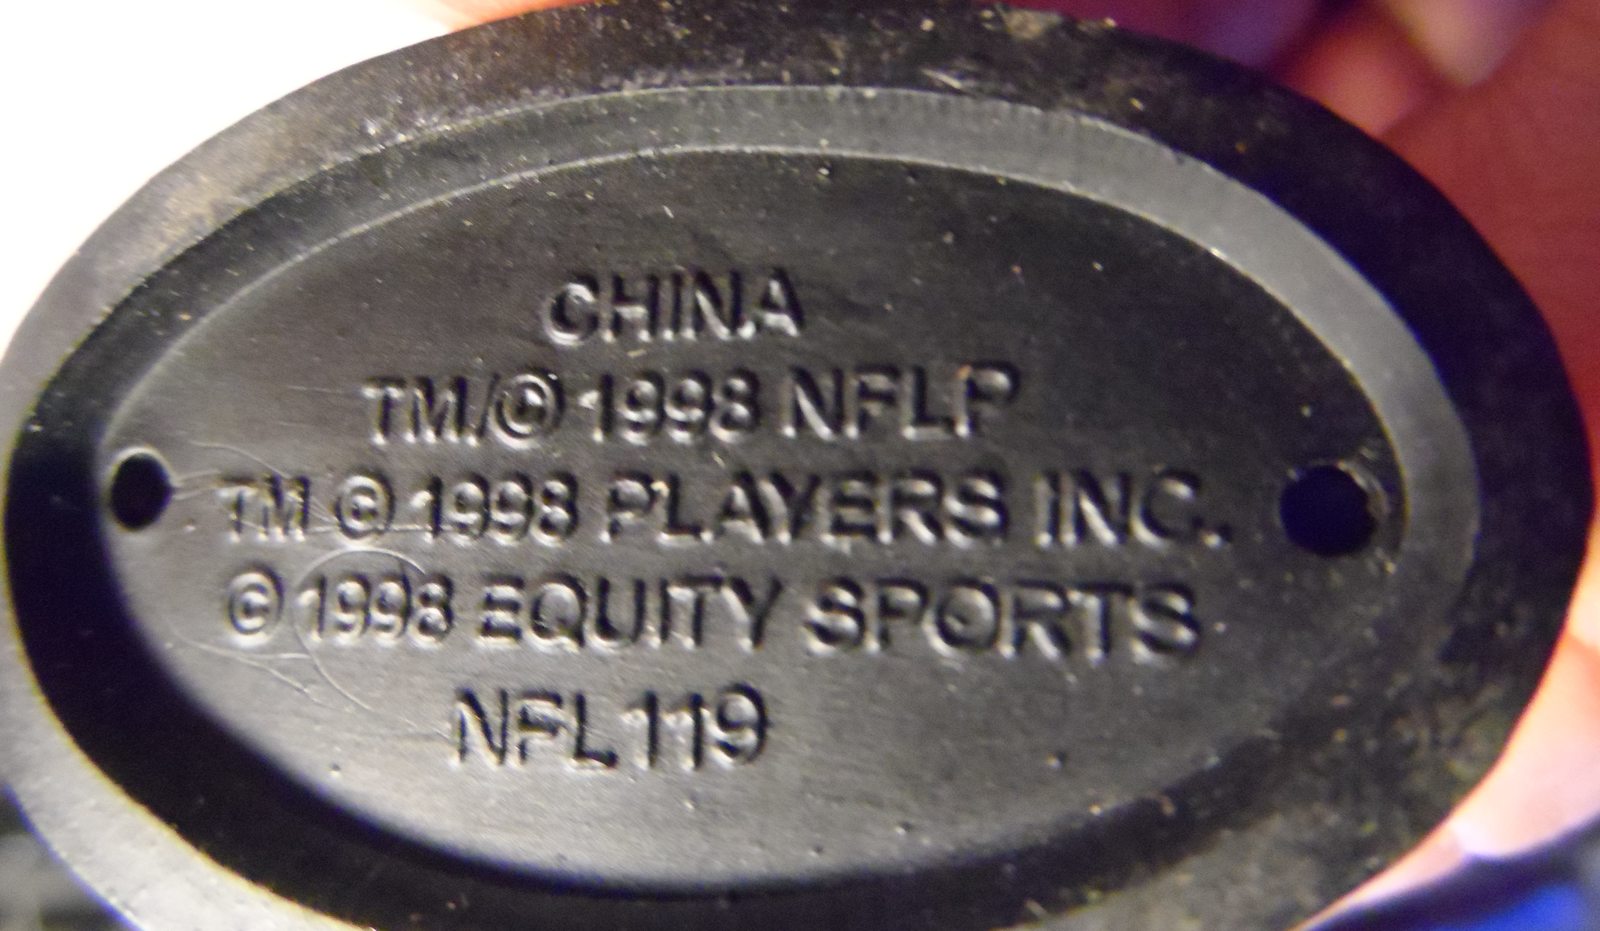 CHINA
TM/© 1998 NFLP
TM © 1998 PLAYERS INC.
© 1998 EQUITY SPORTS
NFL119